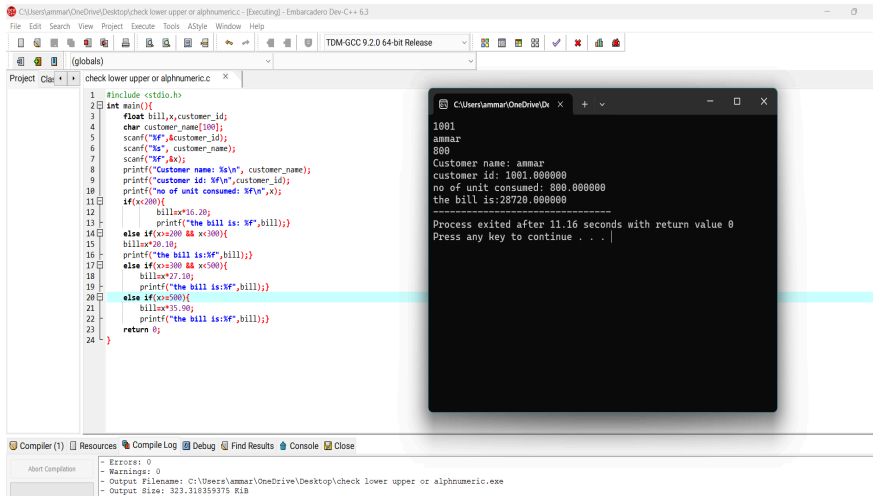 C:\Users\ammar\OneDrive\Desktop\check lower upper or alphnumeric.c - [Executing] - Embarcadero Dev-C++ 6.3
File Edit Search View Project Execute Tools AStyle Window Help
TDM-GCC 9.2.0 64-bit Release
(globals)
Project Cla check lower upper or alphnumeric.c
1 #include <stdio.h>
2 int main(){
3 float bill,x,customer_id;
4 char customer_name[100];
5 scanf("%f",&customer_id);
6 scanf("%s", customer_name);
7 scanf("%f",&x);
8 printf("Customer name: %s\n", customer_name);
9 printf("customer id: %f\n",customer_id);
10 printf("no of unit consumed: %f\n",x);
11 if(x<200){
12 bill=x*16.20;
13 printf("the bill is: %f",bill);}
14 else if(x>=200 && x<300){
15 bill=x*20.10;
16 printf("the bill is:%f",bill);}
17 else if(x>=300 && x<500){
18 bill=x*27.10;
19 printf("the bill is:%f",bill);}
20 else if(x>=500){
21 bill=x*35.90;
22 printf("the bill is:%f",bill);}
23 return 0;
24 }
C:\Users\ammar\OneDrive\De
1001
ammar
800
Customer name: ammar
customer id: 1001.000000
no of unit consumed: 800.000000
the bill is:28720.000000
--------------------------------
Process exited after 11.16 seconds with return value 0
Press any key to continue . . .
Compiler (1) Resources Compile Log Debug Find Results Console Close
Abort Compilation
- Errors: 0
- Warnings: 0
- Output Filename: C:\Users\ammar\OneDrive\Desktop\check lower upper or alphnumeric.exe
- Output Size: 323.318359375 KiB